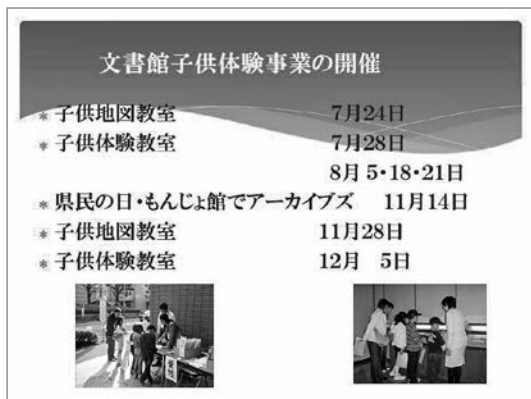 文書館子供体験事業の開催
* 子供地図教室 7月24日
* 子供体験教室 7月28日
8月 5・18・21日
* 県民の日・もんじょ館でアーカイブズ 11月14日
* 子供地図教室 11月28日
* 子供体験教室 12月 5日